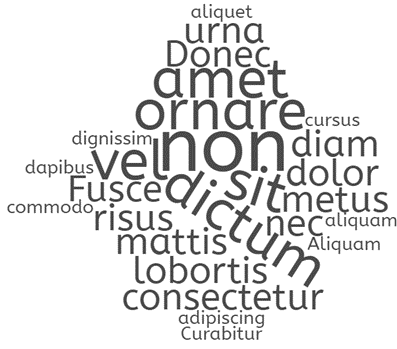 aliquet
urna
Donec
amet
ornare
cursus
non
dignissim
diam
vel
dapibus
sit
dolor
Fusce
dictum
metus
commodo
risus
nec
aliquam
mattis
Aliquam
lobortis
consectetur
adipiscing
Curabitur